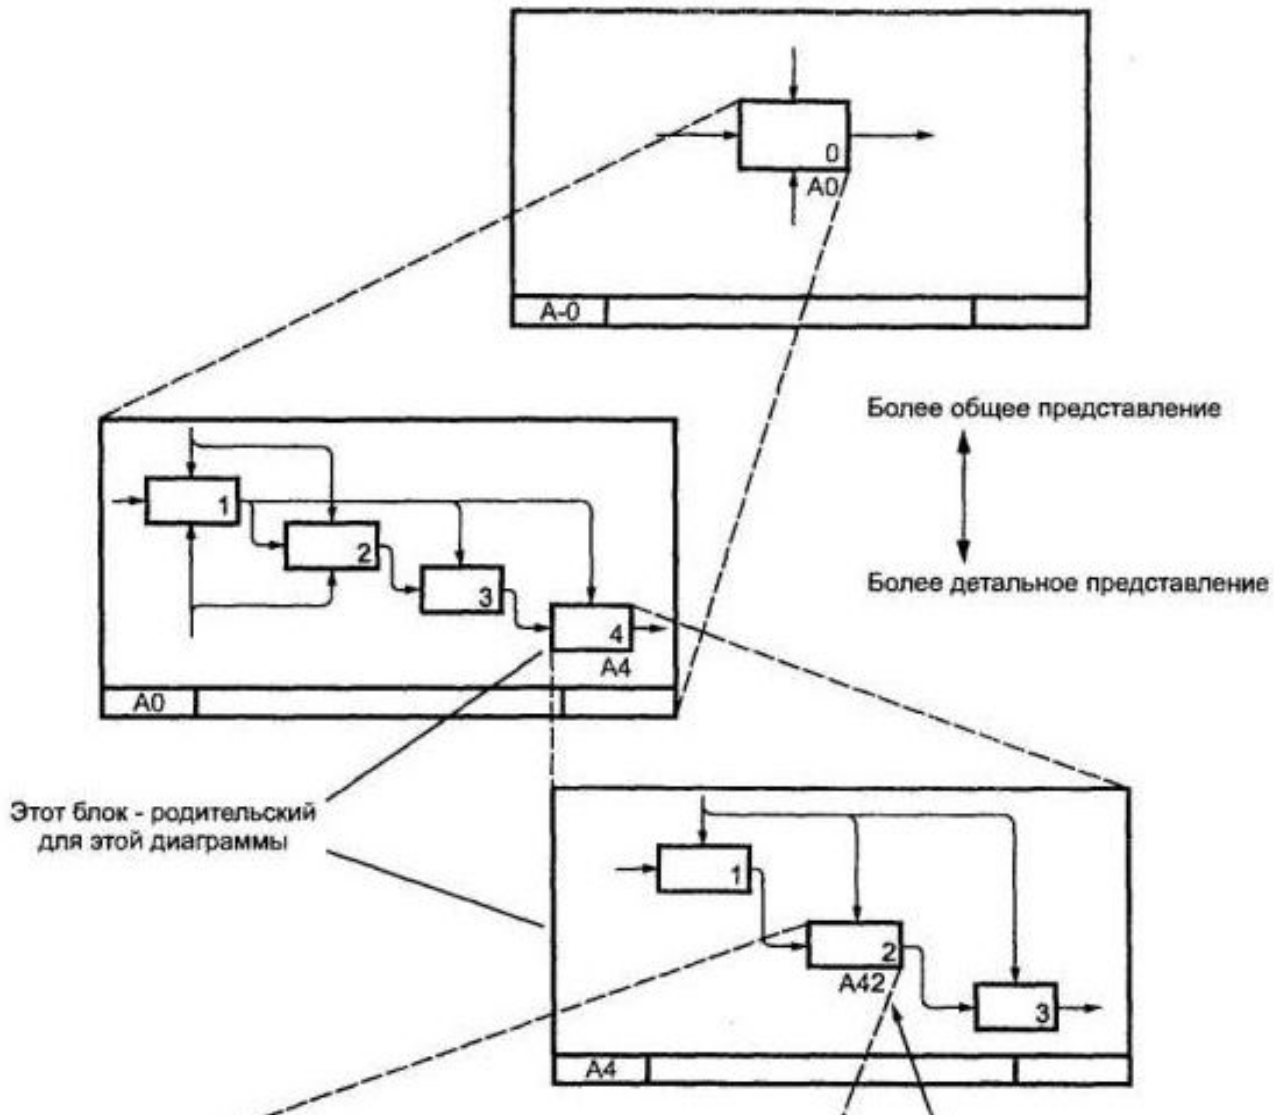 0
A0
A-0
Более общее представление
Более детальное представление
1
2
3
4
A4
A0
Этот блок - родительский
для этой диаграммы
1
2
A42
3
A4